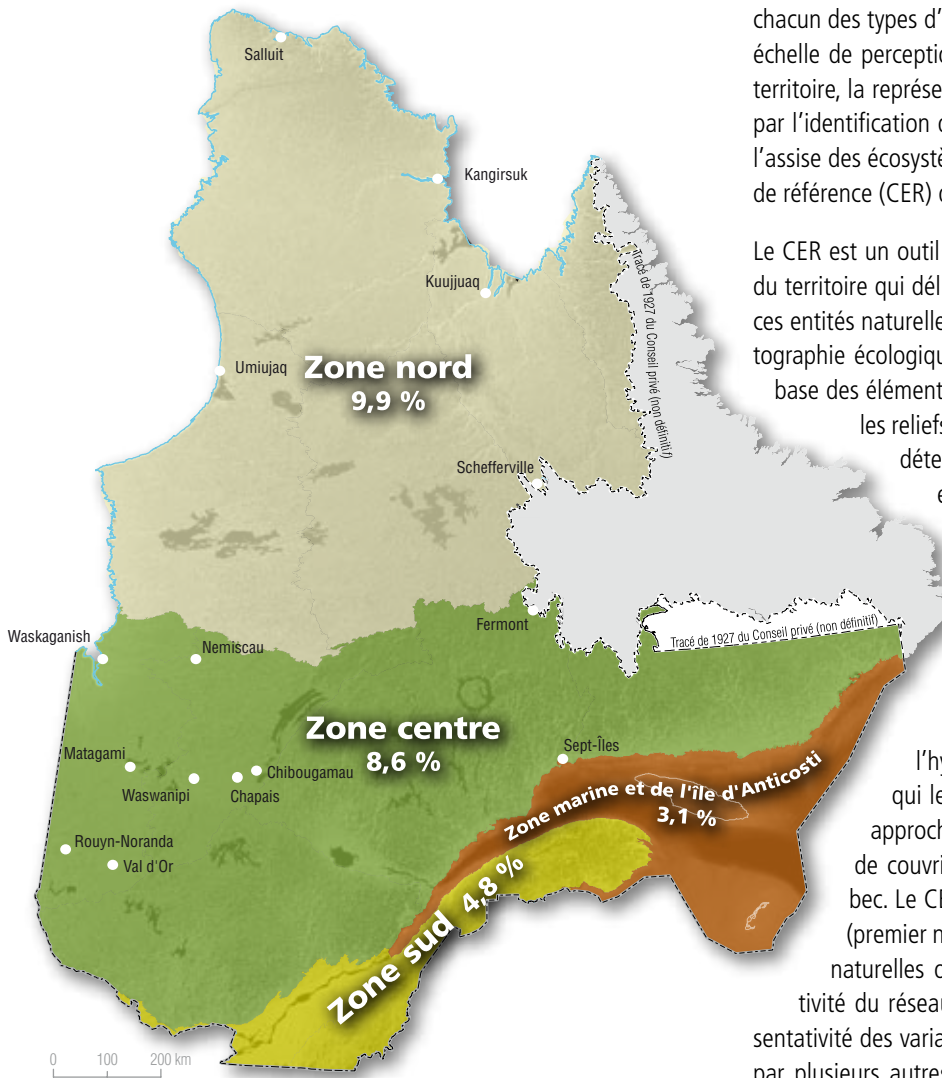 Salluit
Kangirsuk
Kuujjuaq
Umiujaq
Zone nord
9,9 %
Tracé de 1927 du Conseil privé (non définitif)
Schefferville
Fermont
Tracé de 1927 du Conseil privé (non définitif)
Waskaganish
Nemiscau
Zone centre
8,6 %
Sept-Îles
Matagami
Chibougamau
Waswanipi
Chapais
Zone marine et de l'île d'Anticosti
3,1 %
Rouyn-Noranda
Val d'Or
Zone sud 4,8 %
0 100 200 km
chacun des types d'
échelle de perceptio
territoire, la représe
par l'identification
l'assise des écosystè
de référence (CER)
Le CER est un outil
du territoire qui dél
ces entités naturelle
tographie écologiqu
base des élément
les reliefs
déte
e
l'hy
qui le
approch
de couvri
bec. Le CE
(premier n
naturelles
tivité du réseau
sentativité des varia
par plusieurs autres